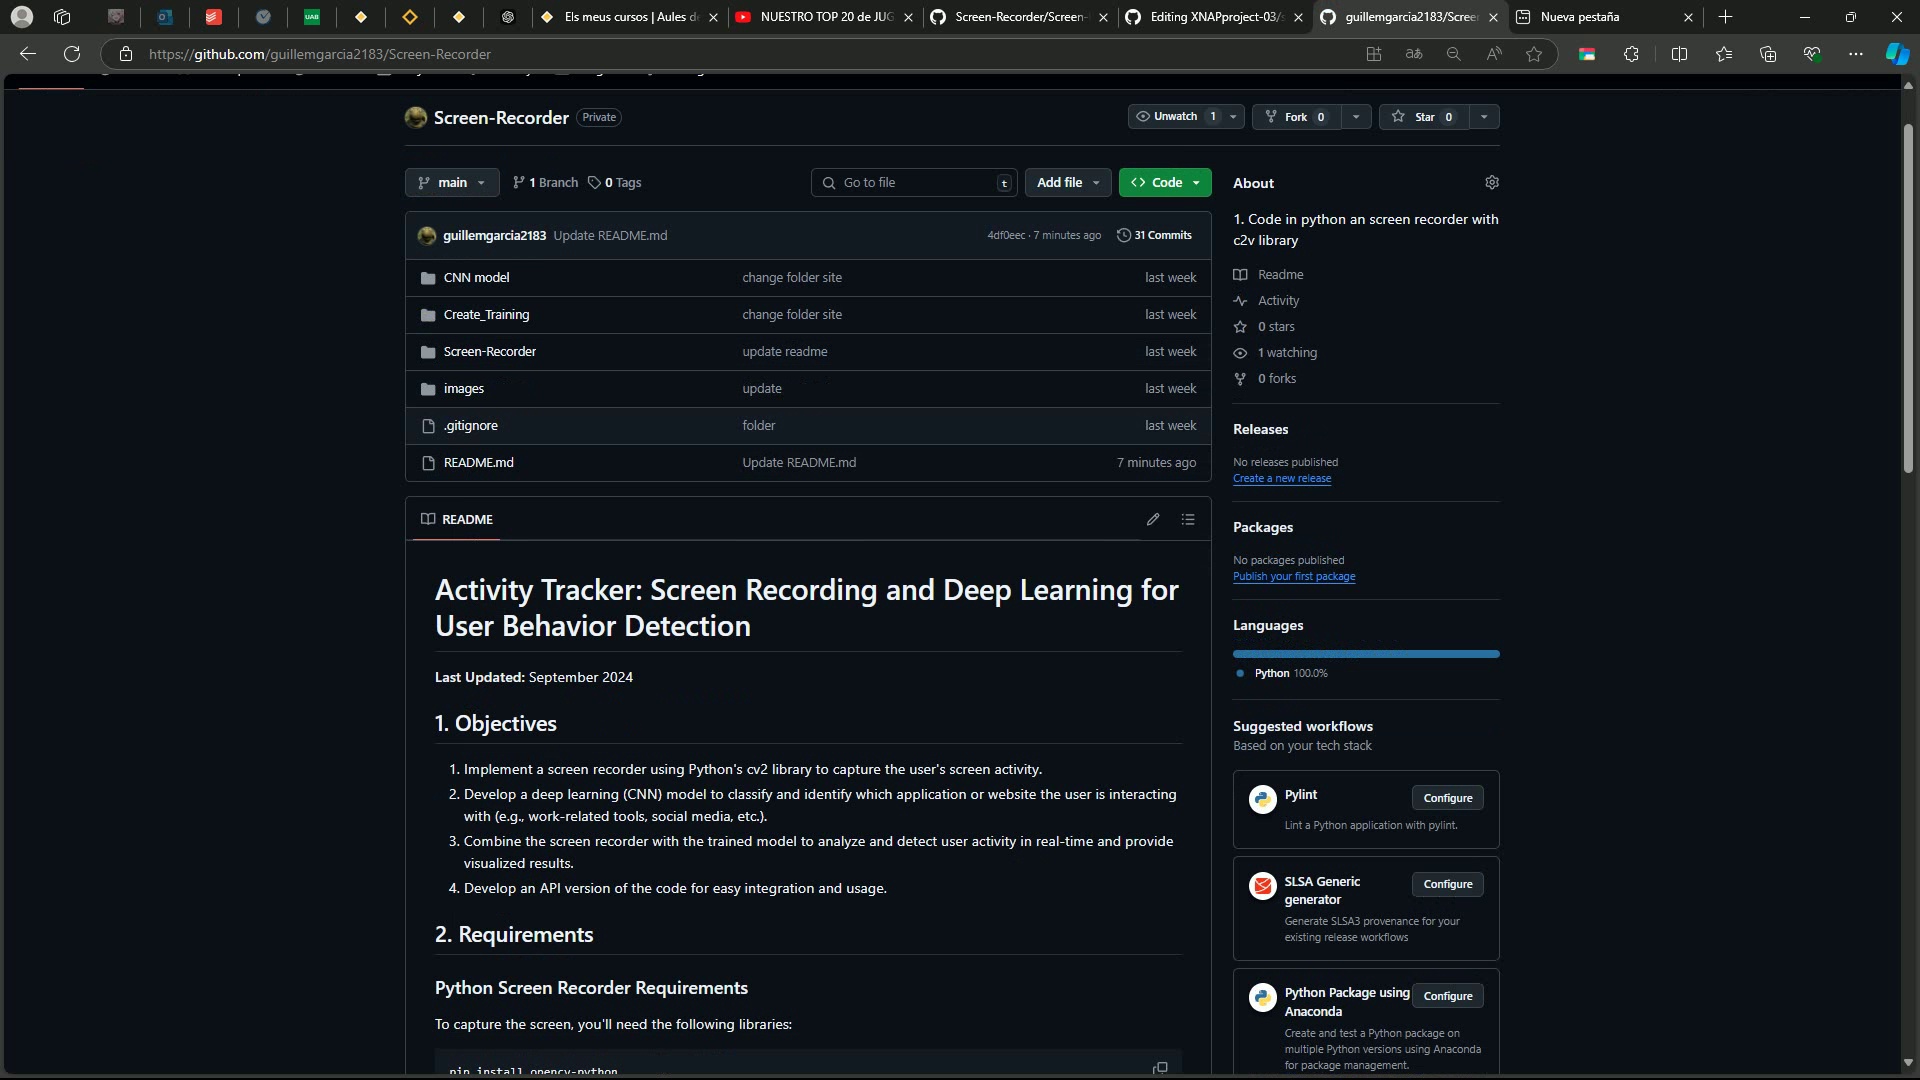 UAB
Els meus cursos | Aules d
NUESTRO TOP 20 de JUG
Screen-Recorder/Screen-
Editing XNAPproject-03/s
guillemgarcia2183/Screen
Nueva pestaña
https://github.com/guillemgarcia2183/Screen-Recorder
Screen-Recorder Private
Unwatch 1
Fork 0
Star 0
main
1 Branch
0 Tags
Go to file t
Add file
<> Code
guillemgarcia2183 Update README.md 4df0eec · 7 minutes ago 31 Commits
CNN model change folder site last week
Create_Training change folder site last week
Screen-Recorder update readme last week
images update last week
.gitignore folder last week
README.md Update README.md 7 minutes ago
README
Activity Tracker: Screen Recording and Deep Learning for
User Behavior Detection
Last Updated: September 2024
1. Objectives
1. Implement a screen recorder using Python's cv2 library to capture the user's screen activity.
2. Develop a deep learning (CNN) model to classify and identify which application or website the user is interacting
with (e.g., work-related tools, social media, etc.).
3. Combine the screen recorder with the trained model to analyze and detect user activity in real-time and provide
visualized results.
4. Develop an API version of the code for easy integration and usage.
2. Requirements
Python Screen Recorder Requirements
To capture the screen, you'll need the following libraries:
pip install opencv-python
About
1. Code in python an screen recorder with
c2v library
Readme
Activity
0 stars
1 watching
0 forks
Releases
No releases published
Create a new release
Packages
No packages published
Publish your first package
Languages
Python 100.0%
Suggested workflows
Based on your tech stack
Pylint
Configure
Lint a Python application with pylint.
SLSA Generic
generator
Configure
Generate SLSA3 provenance for your
existing release workflows
Python Package using
Anaconda
Configure
Create and test a Python package on
multiple Python versions using Anaconda
for package management.